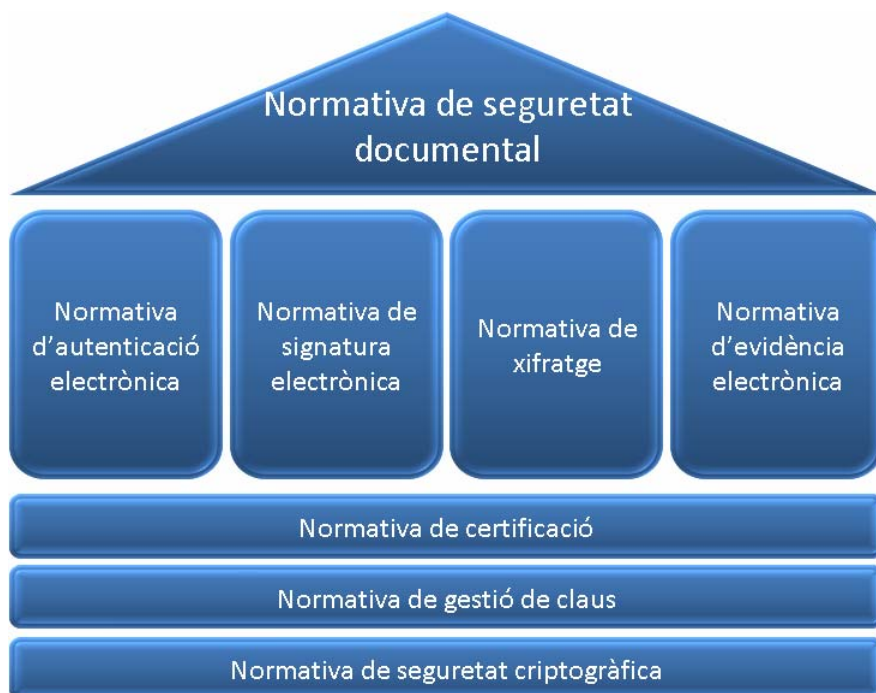 Normativa de seguretat
documental
Normativa
d'autenticació
electrònica
Normativa de
signatura
electrònica
Normativa de
xifratge
Normativa
d'evidència
electrònica
Normativa de certificació
Normativa de gestió de claus
Normativa de seguretat criptogràfica